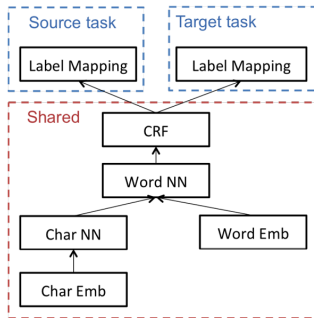 Source task
Target task
Label Mapping
Label Mapping
Shared
CRF
Word NN
Char NN
Word Emb
Char Emb